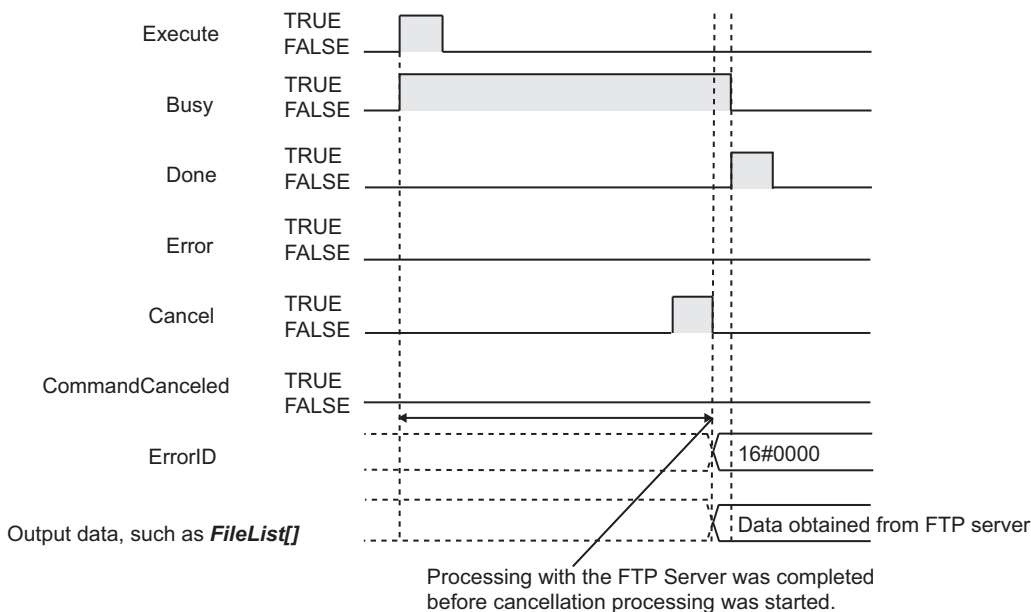 Execute
TRUE
FALSE
Busy
TRUE
FALSE
Done
TRUE
FALSE
Error
TRUE
FALSE
Cancel
TRUE
FALSE
CommandCanceled
TRUE
FALSE
ErrorID
16#0000
Output data, such as FileList[]
Data obtained from FTP server
Processing with the FTP Server was completed
before cancellation processing was started.